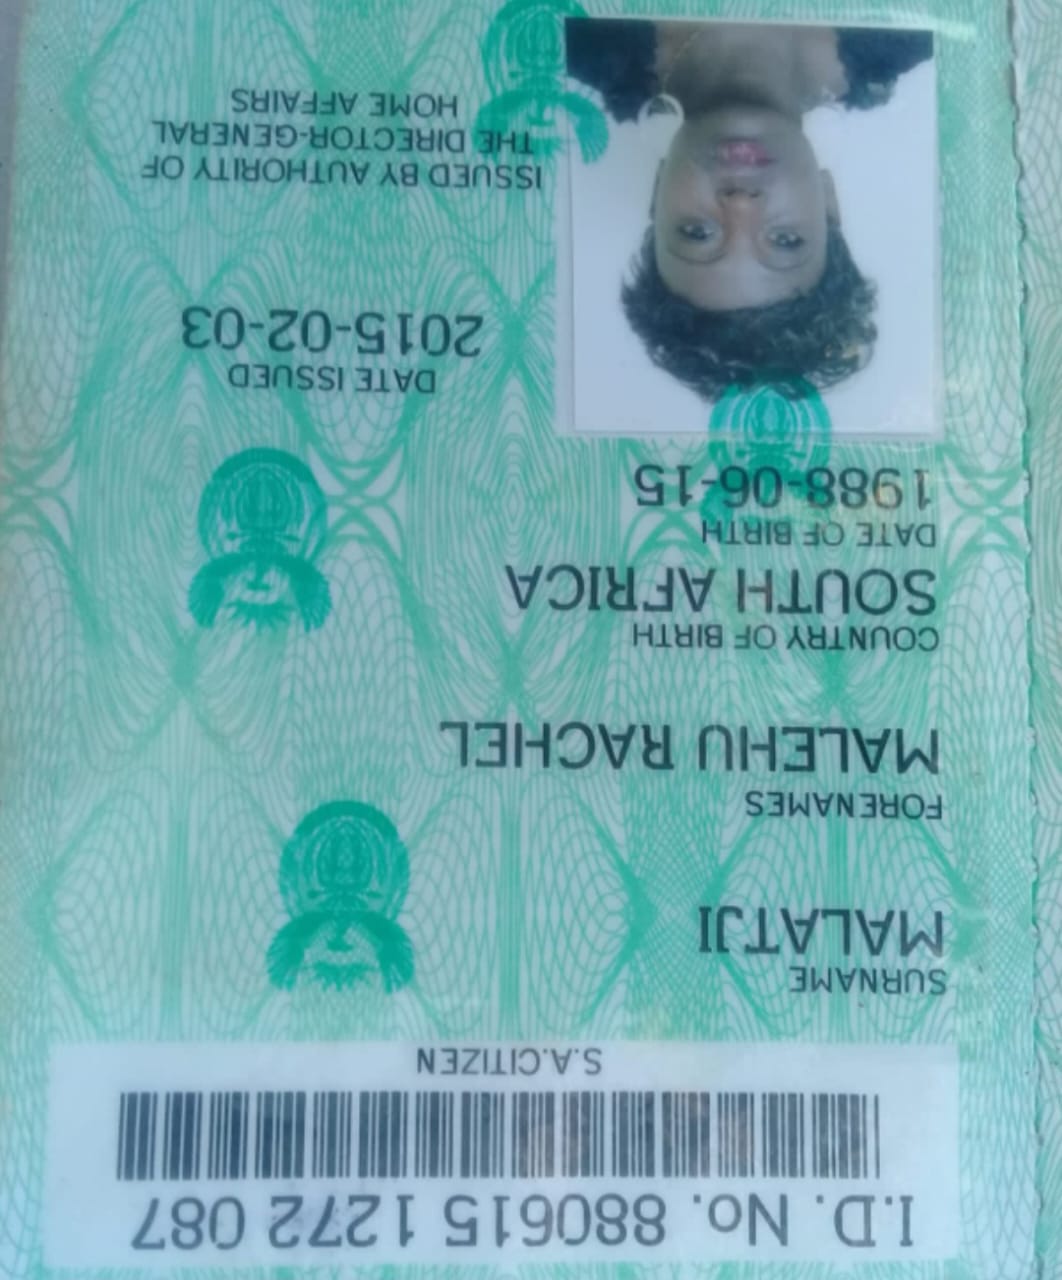 I.D. No. 880615 1272 087
S.A.CITIZEN
SURNAME
MALATJI
FORENAMES
MALEHU RACHEL
COUNTRY OF BIRTH
SOUTH AFRICA
DATE OF BIRTH
1988-06-15
DATE ISSUED
2015-02-03
ISSUED BY AUTHORITY OF
THE DIRECTOR-GENERAL
HOME AFFAIRS